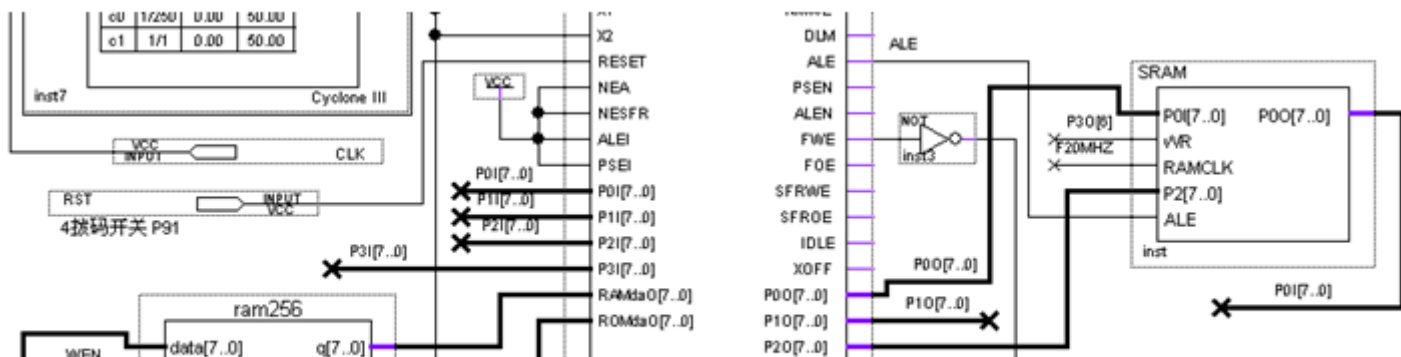 c0 1/250 0.00 50.00
c1 1/1 0.00 50.00
inst7
Cyclone III
VCC
INPUT
CLK
RST
INPUT
VCC
4拨码开关 P91
VCC
X2
RESET
NEA
NESFR
ALEI
PSEI
P0I[7..0]
P0I[7..0]
P1I[7..0]
P1I[7..0]
P2I[7..0]
P2I[7..0]
P3I[7..0]
P3I[7..0]
RAMdaO[7..0]
ROMdaO[7..0]
ram256
data[7..0]
q[7..0]
WEN
DLM
ALE
ALE
PSEN
ALEN
FWE
FOE
SFRWE
SFROE
IDLE
XOFF
P0O[7..0]
P0O[7..0]
P1O[7..0]
P1O[7..0]
P2O[7..0]
NOT
inst3
SRAM
P0I[7..0]
P0O[7..0]
P3O[6]
WR
F20MHZ
RAMCLK
P2[7..0]
ALE
inst
P0I[7..0]